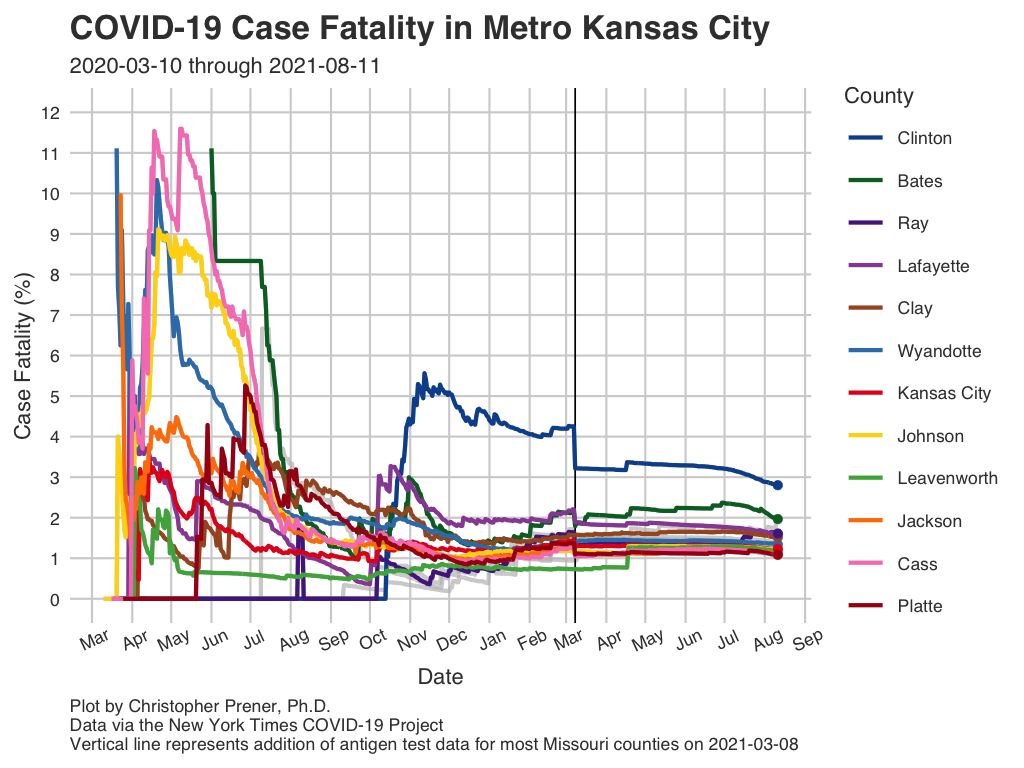 COVID-19 Case Fatality in Metro Kansas City
2020-03-10 through 2021-08-11
Case Fatality (%)
12
11
10
9
8
7
6
5
4
3
2
1
0
Mar Apr May Jun Jul Aug Sep Oct Nov Dec Jan Feb Mar Apr May Jun Jul Aug Sep
Date
County
Clinton
Bates
Ray
Lafayette
Clay
Wyandotte
Kansas City
Johnson
Leavenworth
Jackson
Cass
Platte
Plot by Christopher Prener, Ph.D.
Data via the New York Times COVID-19 Project
Vertical line represents addition of antigen test data for most Missouri counties on 2021-03-08